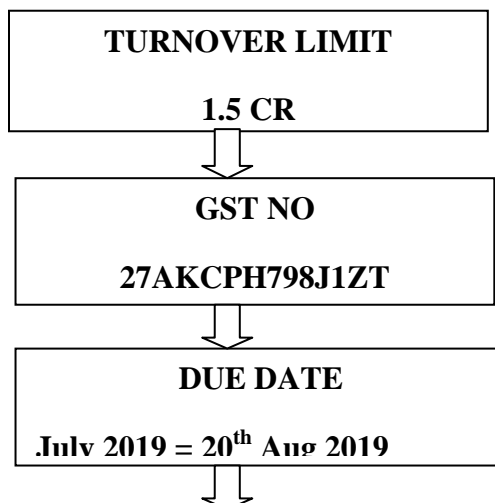 TURNOVER LIMIT
1.5 CR
GST NO
27AKCPH798J1ZT
DUE DATE
July 2019 = 20th Aug 2019